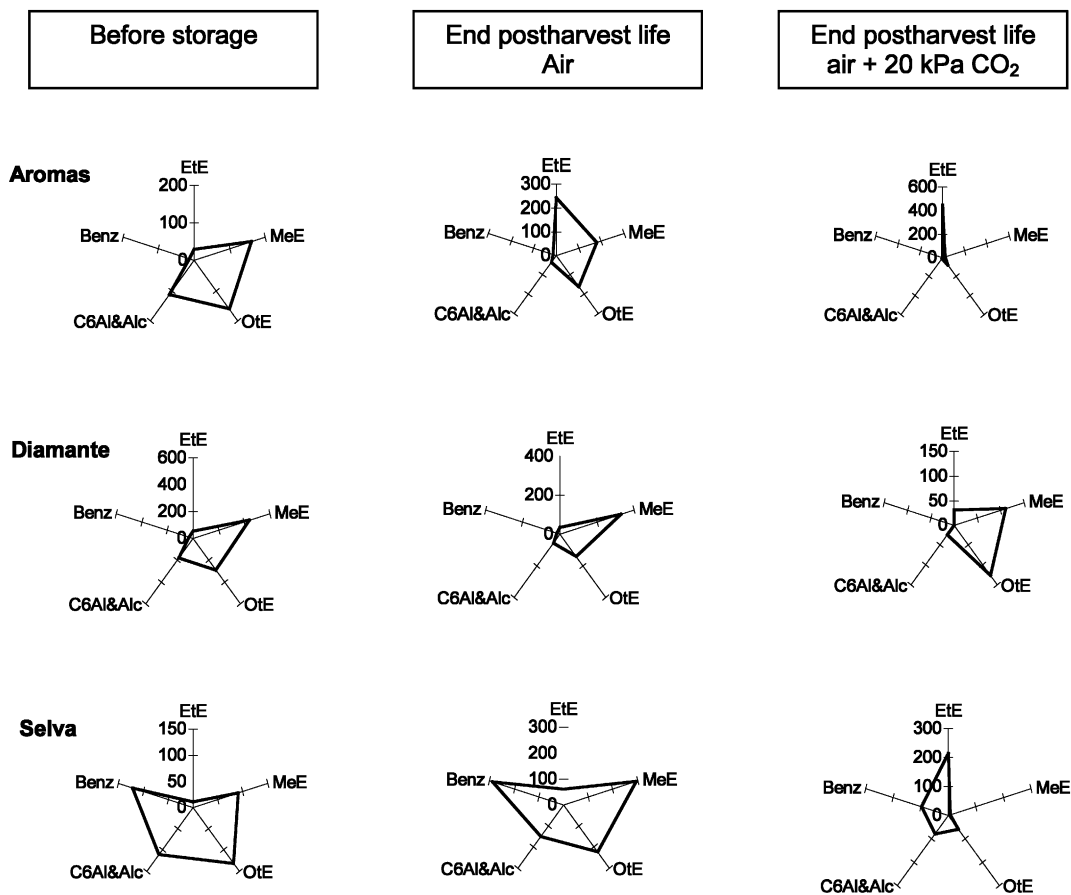 Before storage
End postharvest life
Air
End postharvest life
air + 20 kPa CO₂
Aromas
EtE
200
100
0
Benz
MeE
C6Al&Alc
OtE
EtE
300
200
100
0
Benz
MeE
C6Al&Alc
OtE
EtE
600
400
200
0
Benz
MeE
C6Al&Alc
OtE
Diamante
EtE
600
400
200
0
Benz
MeE
C6Al&Alc
OtE
EtE
400
200
0
Benz
MeE
C6Al&Alc
OtE
EtE
150
100
50
0
Benz
MeE
C6Al&Alc
OtE
Selva
EtE
150
100
50
0
Benz
MeE
C6Al&Alc
OtE
EtE
300
200
100
0
Benz
MeE
C6Al&Alc
OtE
EtE
300
200
100
0
Benz
MeE
C6Al&Alc
OtE